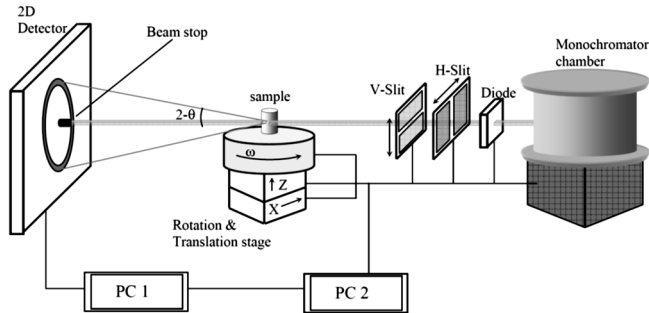 2D
Detector
Beam stop
2-θ
sample
V-Slit
H-Slit
Diode
Monochromator
chamber
ω
Z
X
Rotation &
Translation stage
PC 1
PC 2